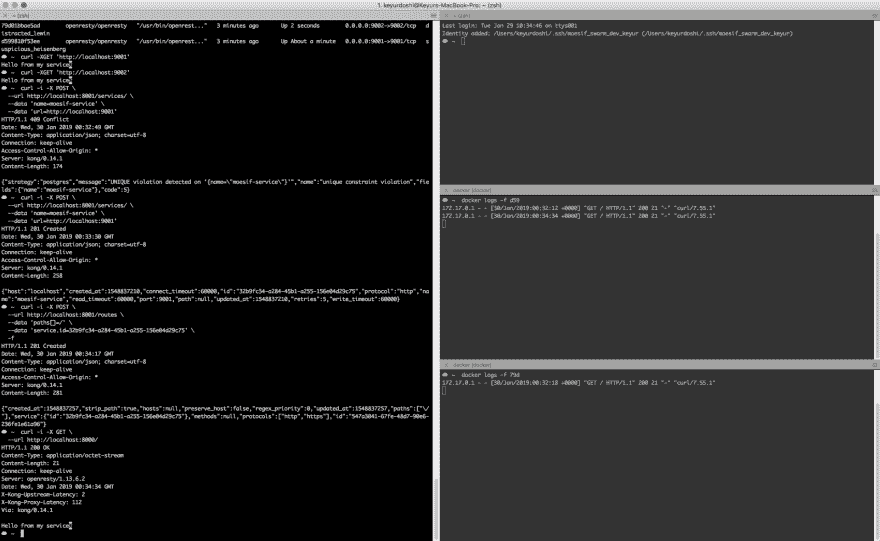 1. keyurdoshi@Keyurs-MacBook-Pro: ~ (zsh)
79d01bbae5ad openresty/openresty "/usr/bin/openrest..." 3 minutes ago Up 2 seconds 0.0.0.0:9002->9002/tcp d
istracted_lewin
d599810f53ee openresty/openresty "/usr/bin/openrest..." 3 minutes ago Up About a minute 0.0.0.0:9001->9001/tcp s
uspicious_heisenberg
~ curl -XGET 'http://localhost:9001'
Hello from my service%
~ curl -XGET 'http://localhost:9002'
Hello from my service%
~ curl -i -X POST \
--url http://localhost:8001/services/ \
--data 'name=moesif-service' \
--data 'url=http://localhost:9001'
HTTP/1.1 409 Conflict
Date: Wed, 30 Jan 2019 00:32:49 GMT
Content-Type: application/json; charset=utf-8
Connection: keep-alive
Access-Control-Allow-Origin: *
Server: kong/0.14.1
Content-Length: 174
{"strategy":"postgres","message":"UNIQUE violation detected on '{name=\"moesif-service\"}'","name":"unique constraint violation","fie
lds":{"name":"moesif-service"},"code":5}
~ curl -i -X POST \
--url http://localhost:8001/services/ \
--data 'name=moesif-service' \
--data 'url=http://localhost:9001'
HTTP/1.1 201 Created
Date: Wed, 30 Jan 2019 00:33:30 GMT
Content-Type: application/json; charset=utf-8
Connection: keep-alive
Access-Control-Allow-Origin: *
Server: kong/0.14.1
Content-Length: 258
{"host":"localhost","created_at":1548837210,"connect_timeout":60000,"id":"32b9fc34-a284-45b1-a255-156e04d29c75","protocol":"http","na
me":"moesif-service","read_timeout":60000,"port":9001,"path":null,"updated_at":1548837210,"retries":5,"write_timeout":60000}
~ curl -i -X POST \
--url http://localhost:8001/routes \
--data 'paths[]=/' \
--data 'service.id=32b9fc34-a284-45b1-a255-156e04d29c75' \
-f
HTTP/1.1 201 Created
Date: Wed, 30 Jan 2019 00:34:17 GMT
Content-Type: application/json; charset=utf-8
Connection: keep-alive
Access-Control-Allow-Origin: *
Server: kong/0.14.1
Content-Length: 281
{"created_at":1548837257,"strip_path":true,"hosts":null,"preserve_host":false,"regex_priority":0,"updated_at":1548837257,"paths":["\/
"],"service":{"id":"32b9fc34-a284-45b1-a255-156e04d29c75"},"methods":null,"protocols":["http","https"],"id":"547a3041-67fe-48d7-90e6-
236fe1e61a96"}
~ curl -i -X GET \
--url http://localhost:8000/
HTTP/1.1 200 OK
Content-Type: application/octet-stream
Content-Length: 21
Connection: keep-alive
Server: openresty/1.13.6.2
Date: Wed, 30 Jan 2019 00:34:34 GMT
X-Kong-Upstream-Latency: 2
X-Kong-Proxy-Latency: 112
Via: kong/0.14.1
Hello from my service%
~
Last login: Tue Jan 29 10:34:46 on ttys001
Identity added: /Users/keyurdoshi/.ssh/moesif_swarm_dev_keyur (/Users/keyurdoshi/.ssh/moesif_swarm_dev_keyur)
~
docker (docker)
~ docker logs -f d59
172.17.0.1 - - [30/Jan/2019:00:32:12 +0000] "GET / HTTP/1.1" 200 21 "-" "curl/7.55.1"
172.17.0.1 - - [30/Jan/2019:00:34:34 +0000] "GET / HTTP/1.1" 200 21 "-" "curl/7.55.1"
docker (docker)
~ docker logs -f 79d
172.17.0.1 - - [30/Jan/2019:00:32:18 +0000] "GET / HTTP/1.1" 200 21 "-" "curl/7.55.1"